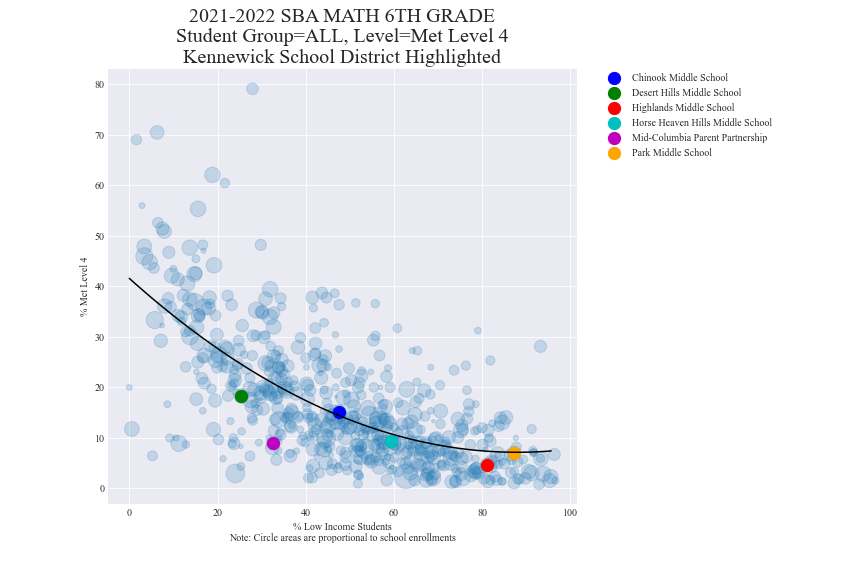 2021-2022 SBA MATH 6TH GRADE
Student Group=ALL, Level=Met Level 4
Kennewick School District Highlighted
Chinook Middle School
Desert Hills Middle School
Highlands Middle School
Horse Heaven Hills Middle School
Mid-Columbia Parent Partnership
Park Middle School
% Met Level 4
80
70
60
50
40
30
20
10
0
0 20 40 60 80 100
% Low Income Students
Note: Circle areas are proportional to school enrollments